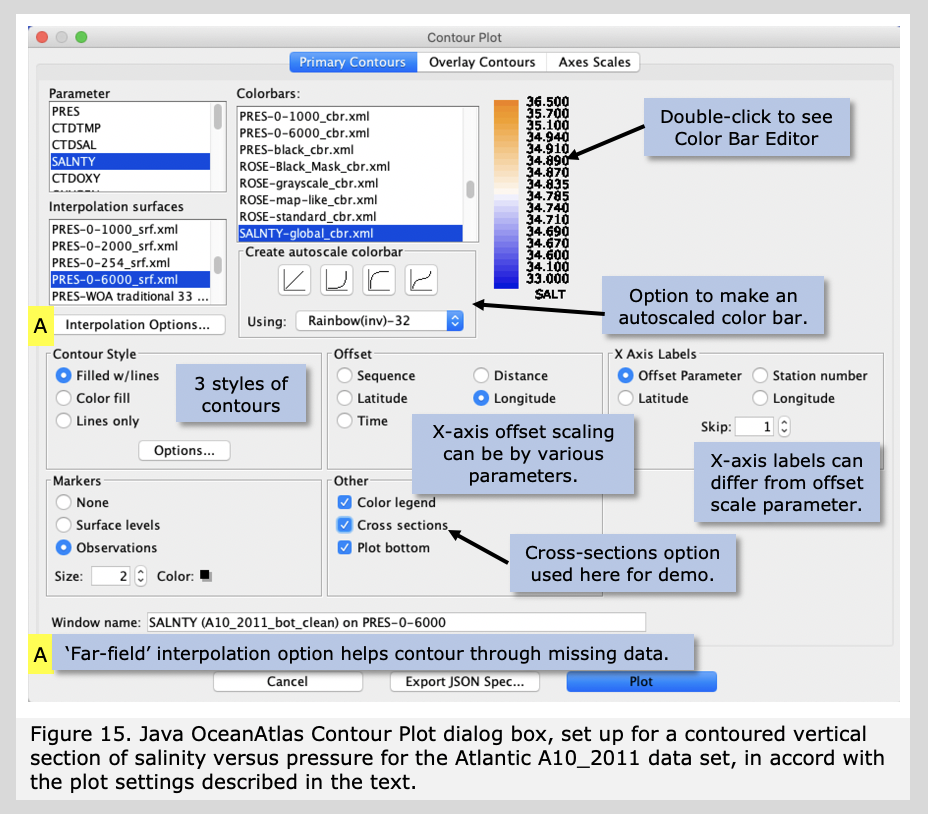 Contour Plot
Primary Contours
Overlay Contours
Axes Scales
Parameter
PRES
CTDTMP
CTDSAL
SALNTY
CTDOXY
Colorbars:
PRES-0-1000_cbr.xml
PRES-0-6000_cbr.xml
PRES-black_cbr.xml
ROSE-Black_Mask_cbr.xml
ROSE-grayscale_cbr.xml
ROSE-map-like_cbr.xml
ROSE-standard_cbr.xml
SALNTY-global_cbr.xml
36.500
35.700
35.100
34.940
34.910
34.890
34.870
34.835
34.785
34.740
34.710
34.690
34.670
34.600
34.100
33.000
SALT
Double-click to see
Color Bar Editor
Interpolation surfaces
PRES-0-1000_srf.xml
PRES-0-2000_srf.xml
PRES-0-254_srf.xml
PRES-0-6000_srf.xml
PRES-WOA traditional 33 ...
A
Interpolation Options...
Create autoscale colorbar
Using:
Rainbow(inv)-32
Option to make an
autoscaled color bar.
Contour Style
Filled w/lines
Color fill
Lines only
Options...
3 styles of
contours
Offset
Sequence
Distance
Latitude
Longitude
Time
X-axis offset scaling
can be by various
parameters.
X Axis Labels
Offset Parameter
Station number
Latitude
Longitude
Skip:
1
X-axis labels can
differ from offset
scale parameter.
Markers
None
Surface levels
Observations
Size:
2
Color:
Other
Color legend
Cross sections
Plot bottom
Cross-sections option
used here for demo.
Window name:
SALNTY (A10_2011_bot_clean) on PRES-0-6000
A
‘Far-field’ interpolation option helps contour through missing data.
Cancel
Export JSON Spec...
Plot
Figure 15. Java OceanAtlas Contour Plot dialog box, set up for a contoured vertical
section of salinity versus pressure for the Atlantic A10_2011 data set, in accord with
the plot settings described in the text.